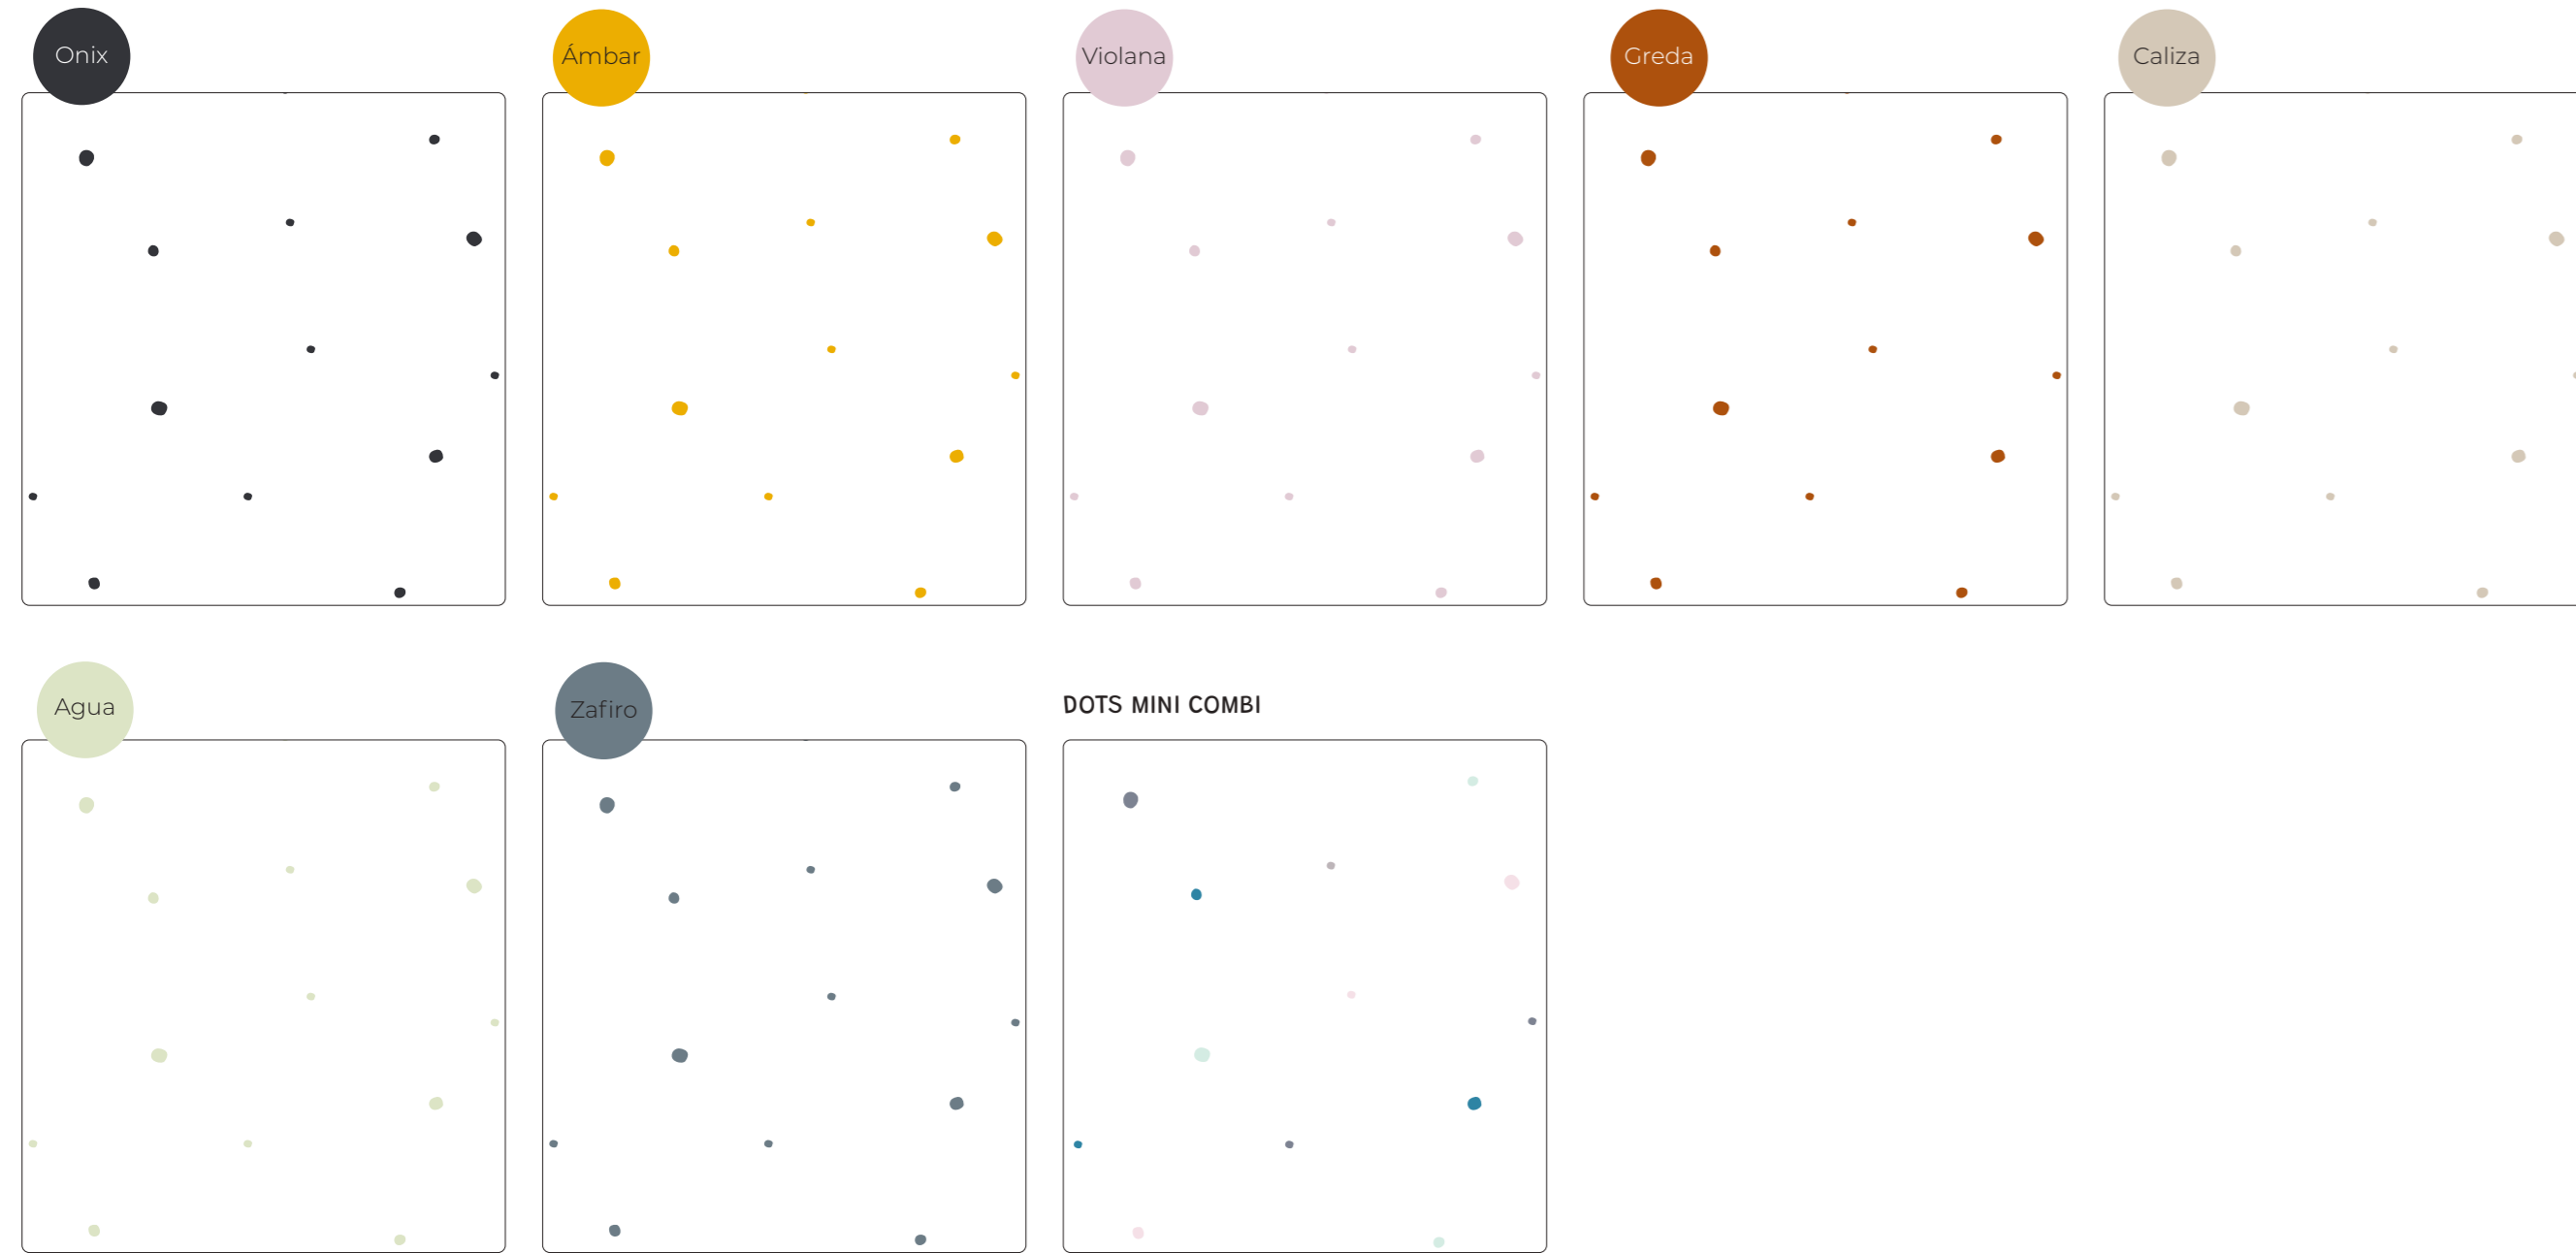 Onix
Ámbar
Violana
Greda
Caliza
Agua
Zafiro
DOTS MINI COMBI